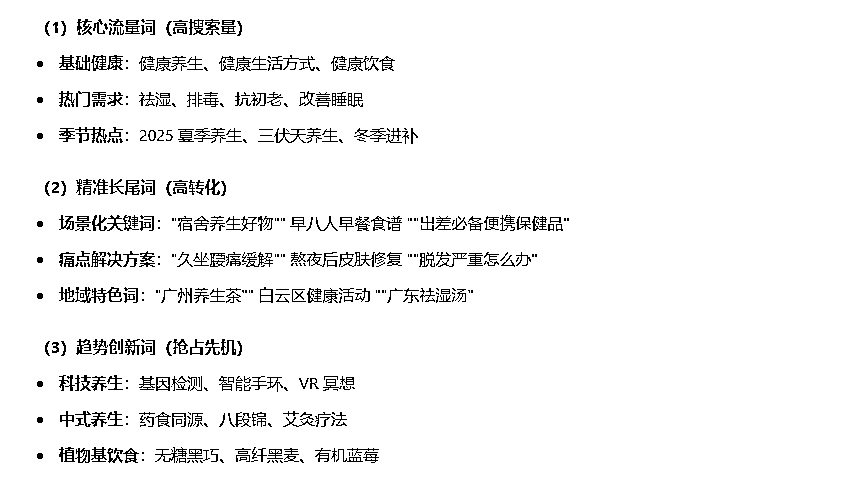 （1）核心流量词（高搜索量）
• 基础健康：健康养生、健康生活方式、健康饮食
• 热门需求：祛湿、排毒、抗初老、改善睡眠
• 季节热点：2025 夏季养生、三伏天养生、冬季进补
（2）精准长尾词（高转化）
• 场景化关键词："宿舍养生好物"" 早八人早餐食谱 ""出差必备便携保健品"
• 痛点解决方案："久坐腰痛缓解"" 熬夜后皮肤修复 ""脱发严重怎么办"
• 地域特色词："广州养生茶"" 白云区健康活动 ""广东祛湿汤"
（3）趋势创新词（抢占先机）
• 科技养生：基因检测、智能手环、VR 冥想
• 中式养生：药食同源、八段锦、艾灸疗法
• 植物基饮食：无糖黑巧、高纤黑麦、有机蓝莓